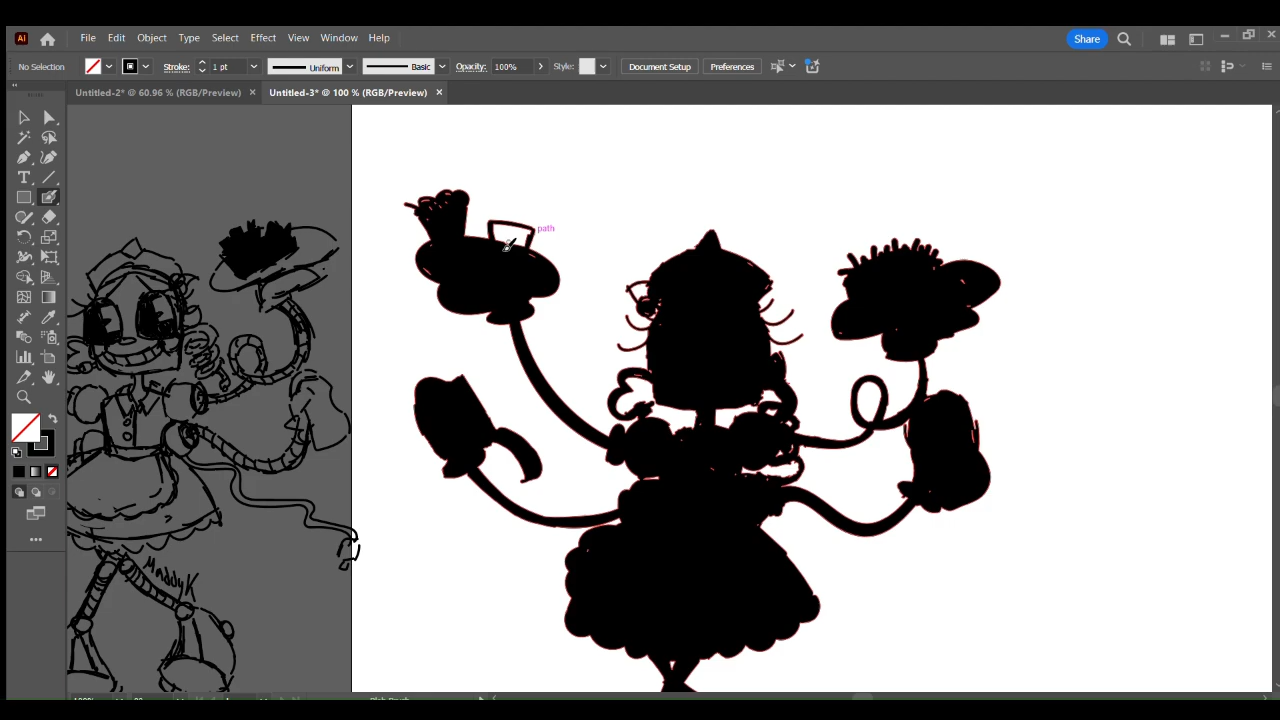 Ai File Edit Object Type Select Effect View Window Help Share
No Selection Stroke: 1 pt Uniform Basic Opacity: 100% Style: Document Setup Preferences
Untitled-2* @ 60.96 % (RGB/Preview) × Untitled-3* @ 100 % (RGB/Preview) ×
path
MaddyK